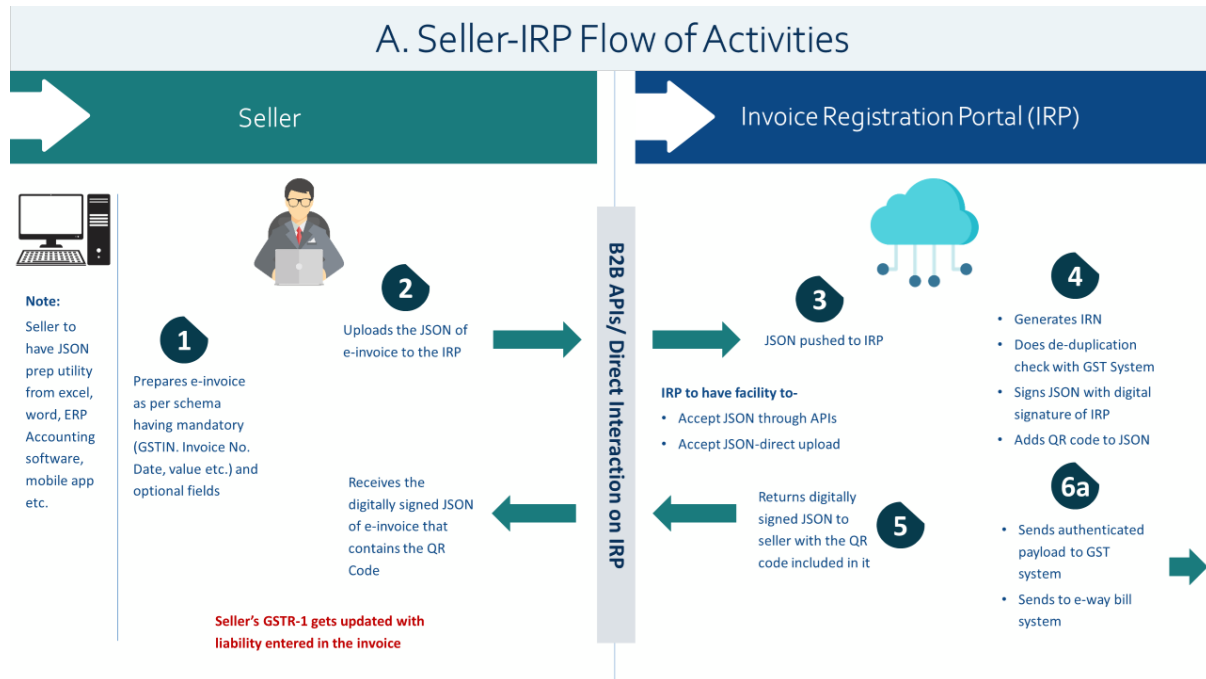 A. Seller-IRP Flow of Activities
Seller
Invoice Registration Portal (IRP)
Note:
Seller to
have JSON
prep utility
from excel,
word, ERP
Accounting
software,
mobile app
etc.
1
Prepares e-invoice
as per schema
having mandatory
(GSTIN. Invoice No.
Date, value etc.) and
optional fields
2
Uploads the JSON of
e-invoice to the IRP
Receives the
digitally signed JSON
of e-invoice that
contains the QR
Code
Seller's GSTR-1 gets updated with
liability entered in the invoice
B2B APIs/ Direct Interaction on IRP
3
JSON pushed to IRP
IRP to have facility to-
• Accept JSON through APIs
• Accept JSON-direct upload
4
• Generates IRN
• Does de-duplication
check with GST System
• Signs JSON with digital
signature of IRP
• Adds QR code to JSON
Returns digitally
signed JSON to
seller with the QR
code included in it
5
6a
• Sends authenticated
payload to GST
system
• Sends to e-way bill
system